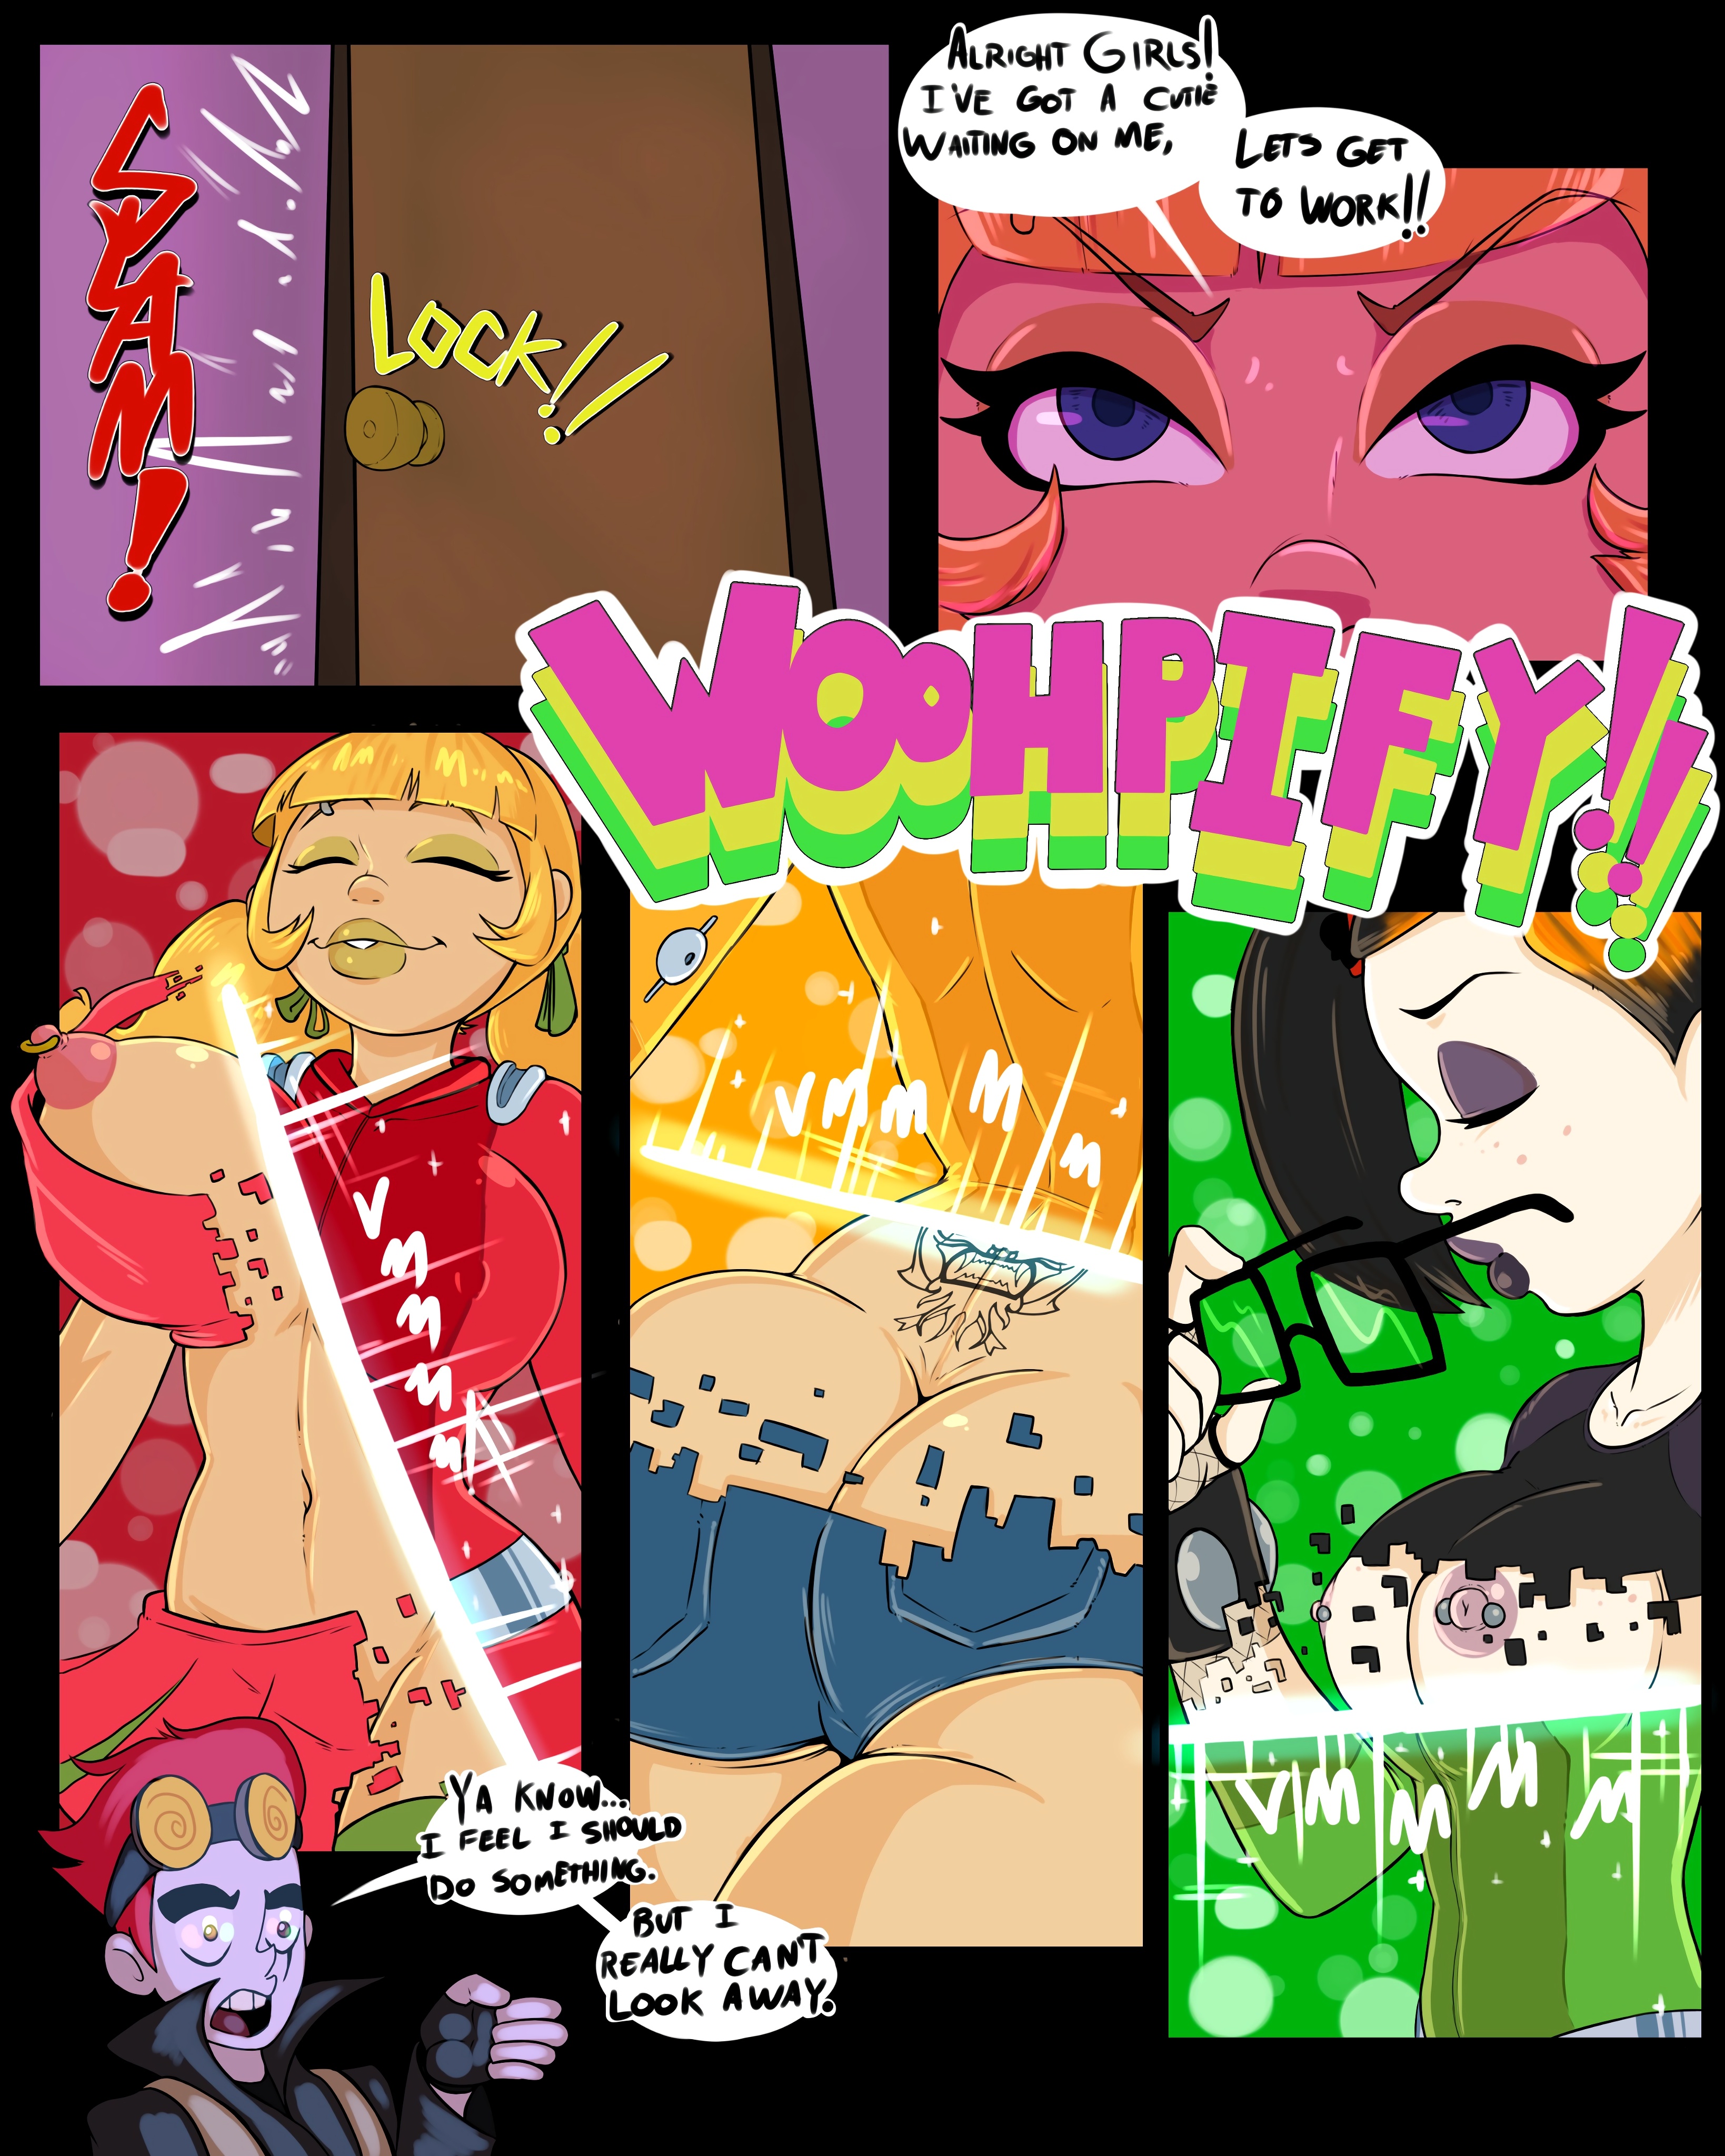 SLAM!
LOCK!!
ALRIGHT GIRLS!
I'VE GOT A CUTIE
WAITING ON ME,
LETS GET
TO WORK!!
WOOHPIFY!!
VMMMMM
VMMMM
VMMMM
YA KNOW...
I FEEL I SHOULD
DO SOMETHING.
BUT I
REALLY CAN'T
LOOK AWAY.